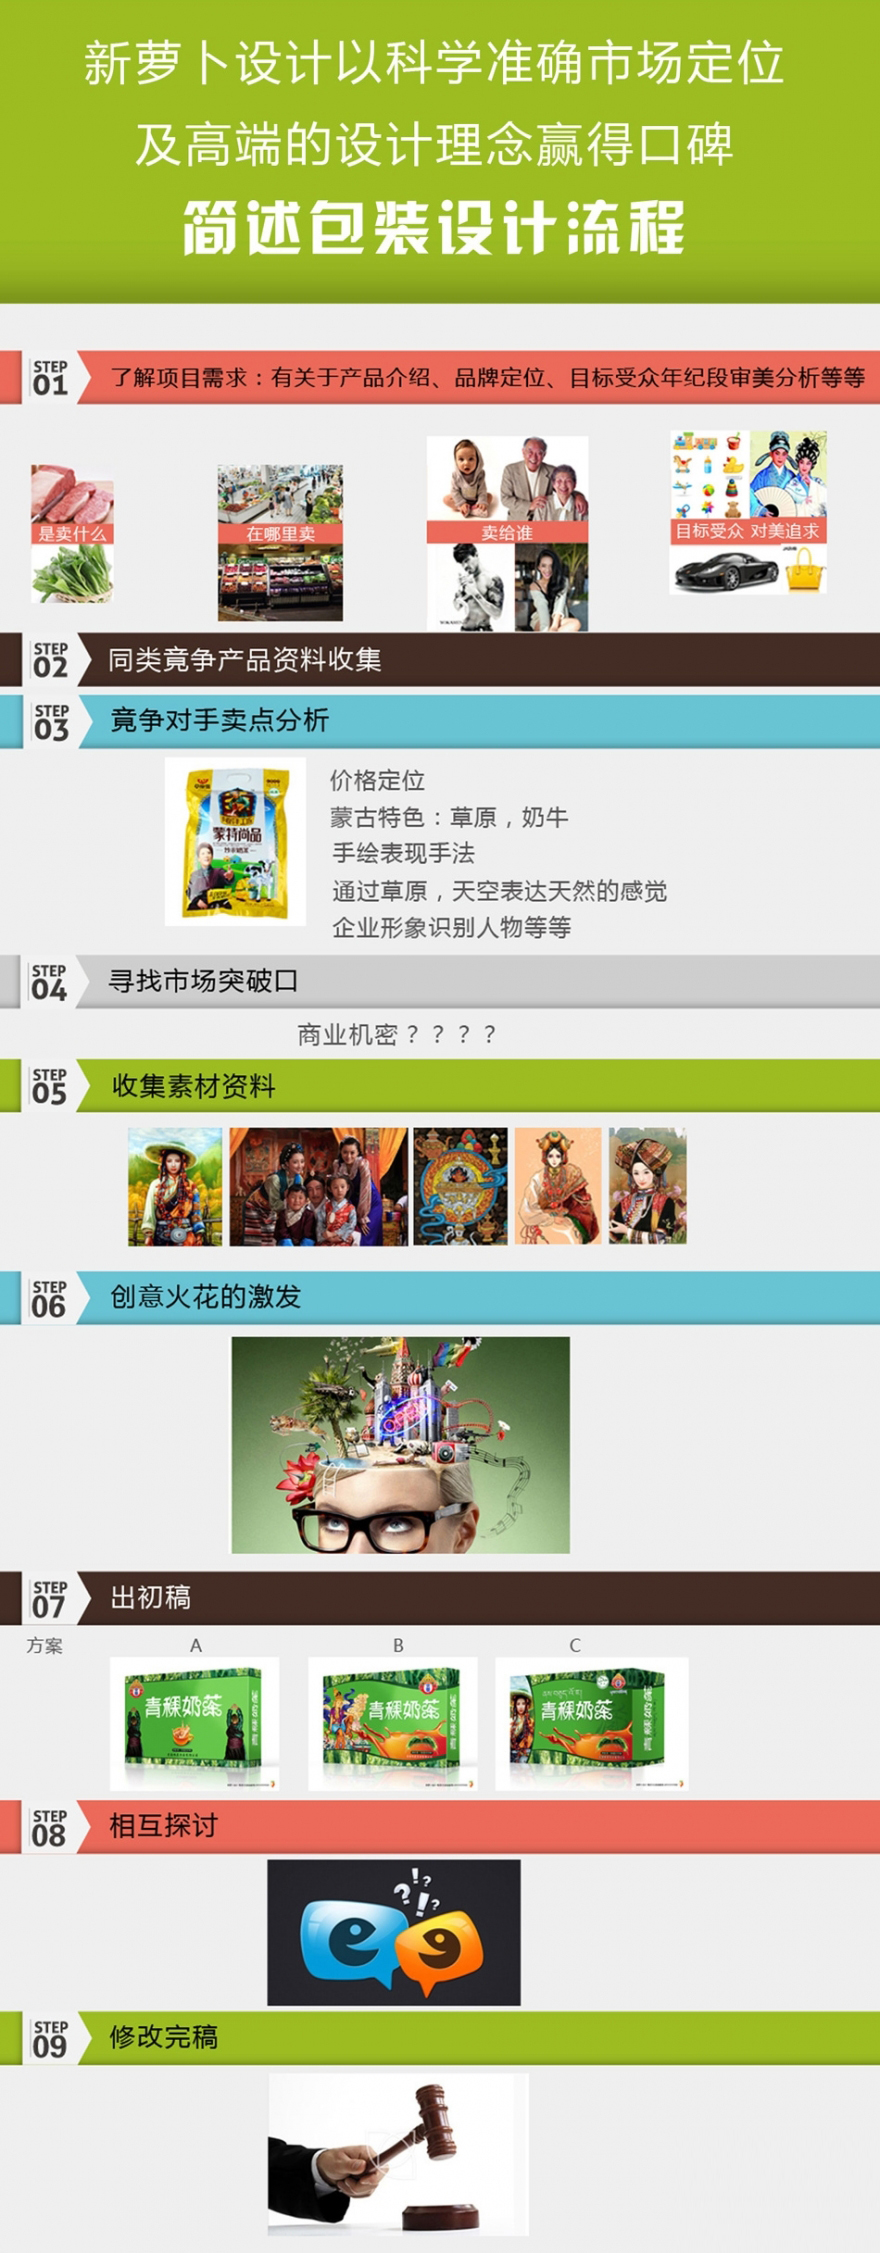 新萝卜设计以科学准确市场定位
及高端的设计理念赢得口碑
简述包装设计流程
STEP
01
了解项目需求：有关于产品介绍、品牌定位、目标受众年纪段审美分析等等
是卖什么
在哪里卖
卖给谁
目标受众 对美追求
STEP
02
同类竟争产品资料收集
STEP
03
竟争对手卖点分析
蒙特尚品
价格定位
蒙古特色：草原，奶牛
手绘表现手法
通过草原，天空表达天然的感觉
企业形象识别人物等等
STEP
04
寻找市场突破口
商业机密？？？？
STEP
05
收集素材资料
STEP
06
创意火花的激发
OPEN
STEP
07
出初稿
方案
A
B
C
青稞奶茶
青稞奶茶
青稞奶茶
STEP
08
相互探讨
?!?
!?
STEP
09
修改完稿